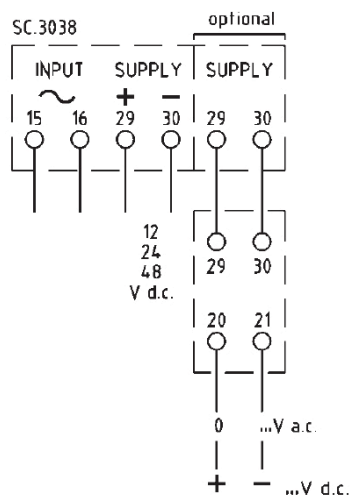 optional
SC.3038
INPUT SUPPLY SUPPLY
∼ + −
15 16 29 30 29 30
12
24
48
V d.c.
29 30
20 21
0 ...V a.c.
+ − ...V d.c.